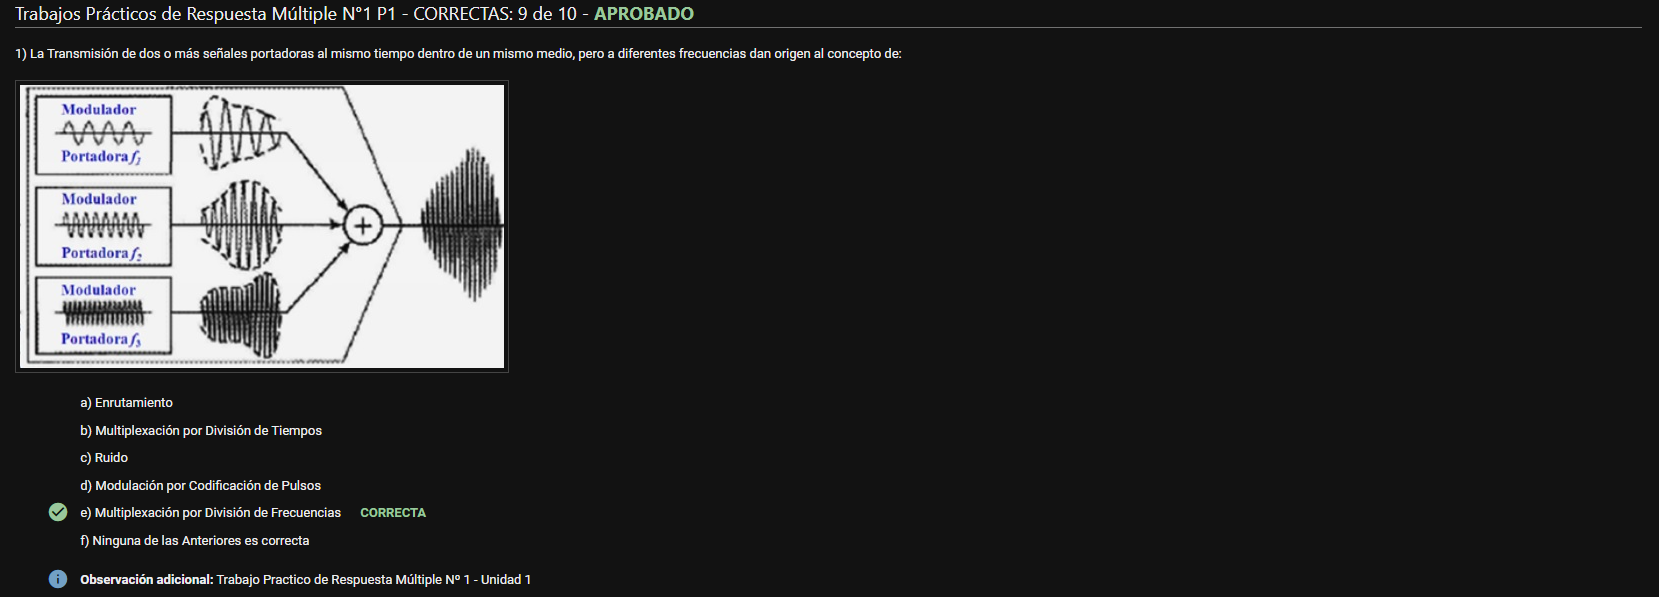 Trabajos Prácticos de Respuesta Múltiple N°1 P1 - CORRECTAS: 9 de 10 - APROBADO
1) La Transmisión de dos o más señales portadoras al mismo tiempo dentro de un mismo medio, pero a diferentes frecuencias dan origen al concepto de:
Modulador
Portadora f1
Modulador
Portadora f2
Modulador
Portadora f3
+
a) Enrutamiento
b) Multiplexación por División de Tiempos
c) Ruido
d) Modulación por Codificación de Pulsos
e) Multiplexación por División de Frecuencias CORRECTA
f) Ninguna de las Anteriores es correcta
Observación adicional: Trabajo Practico de Respuesta Múltiple Nº 1 - Unidad 1